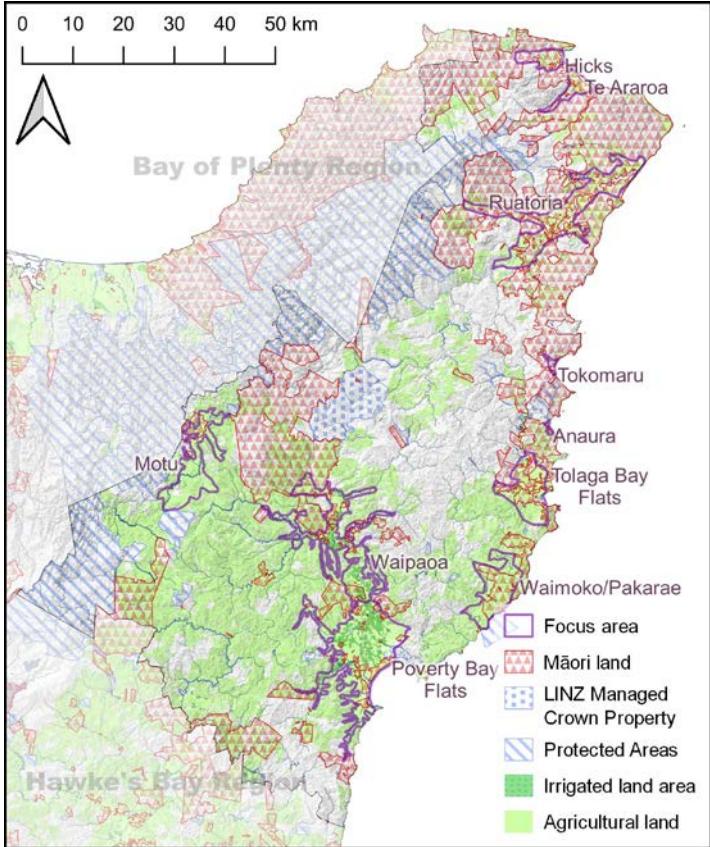 0 10 20 30 40 50 km
Hicks
Te Araroa
Bay of Plenty Region
Ruatoria
Tokomaru
Anaura
Motu
Tolaga Bay
Flats
Waipaoa
Waimoko/Pakarae
Poverty Bay
Flats
Hawke's Bay Region
Focus area
Māori land
LINZ Managed
Crown Property
Protected Areas
Irrigated land area
Agricultural land